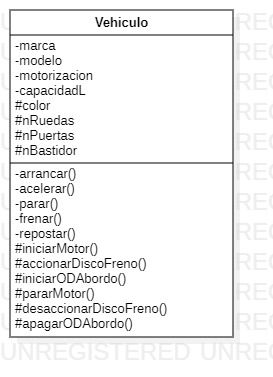 Vehiculo
-marca
-modelo
-motorizacion
-capacidadL
#color
#nRuedas
#nPuertas
#nBastidor
-arrancar()
-acelerar()
-parar()
-frenar()
-repostar()
#iniciarMotor()
#accionarDiscoFreno()
#iniciarODAbordo()
#pararMotor()
#desaccionarDiscoFreno()
#apagarODAbordo()
UNREGISTERED UNREG